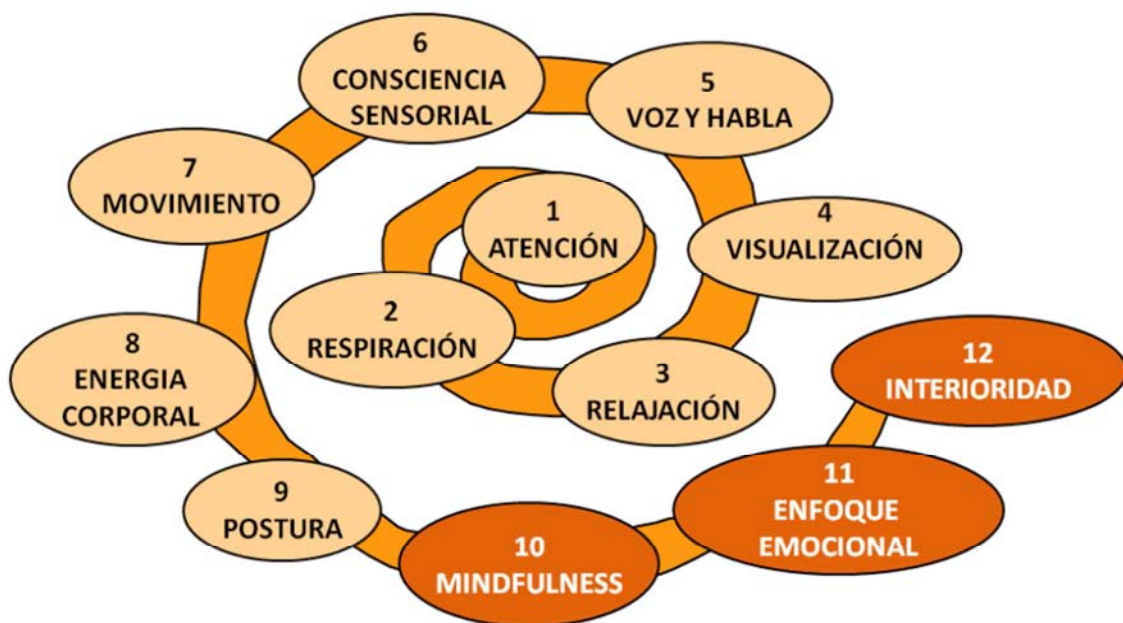 1
ATENCIÓN
2
RESPIRACIÓN
3
RELAJACIÓN
4
VISUALIZACIÓN
5
VOZ Y HABLA
6
CONSCIENCIA
SENSORIAL
7
MOVIMIENTO
8
ENERGIA
CORPORAL
9
POSTURA
10
MINDFULNESS
11
ENFOQUE
EMOCIONAL
12
INTERIORIDAD